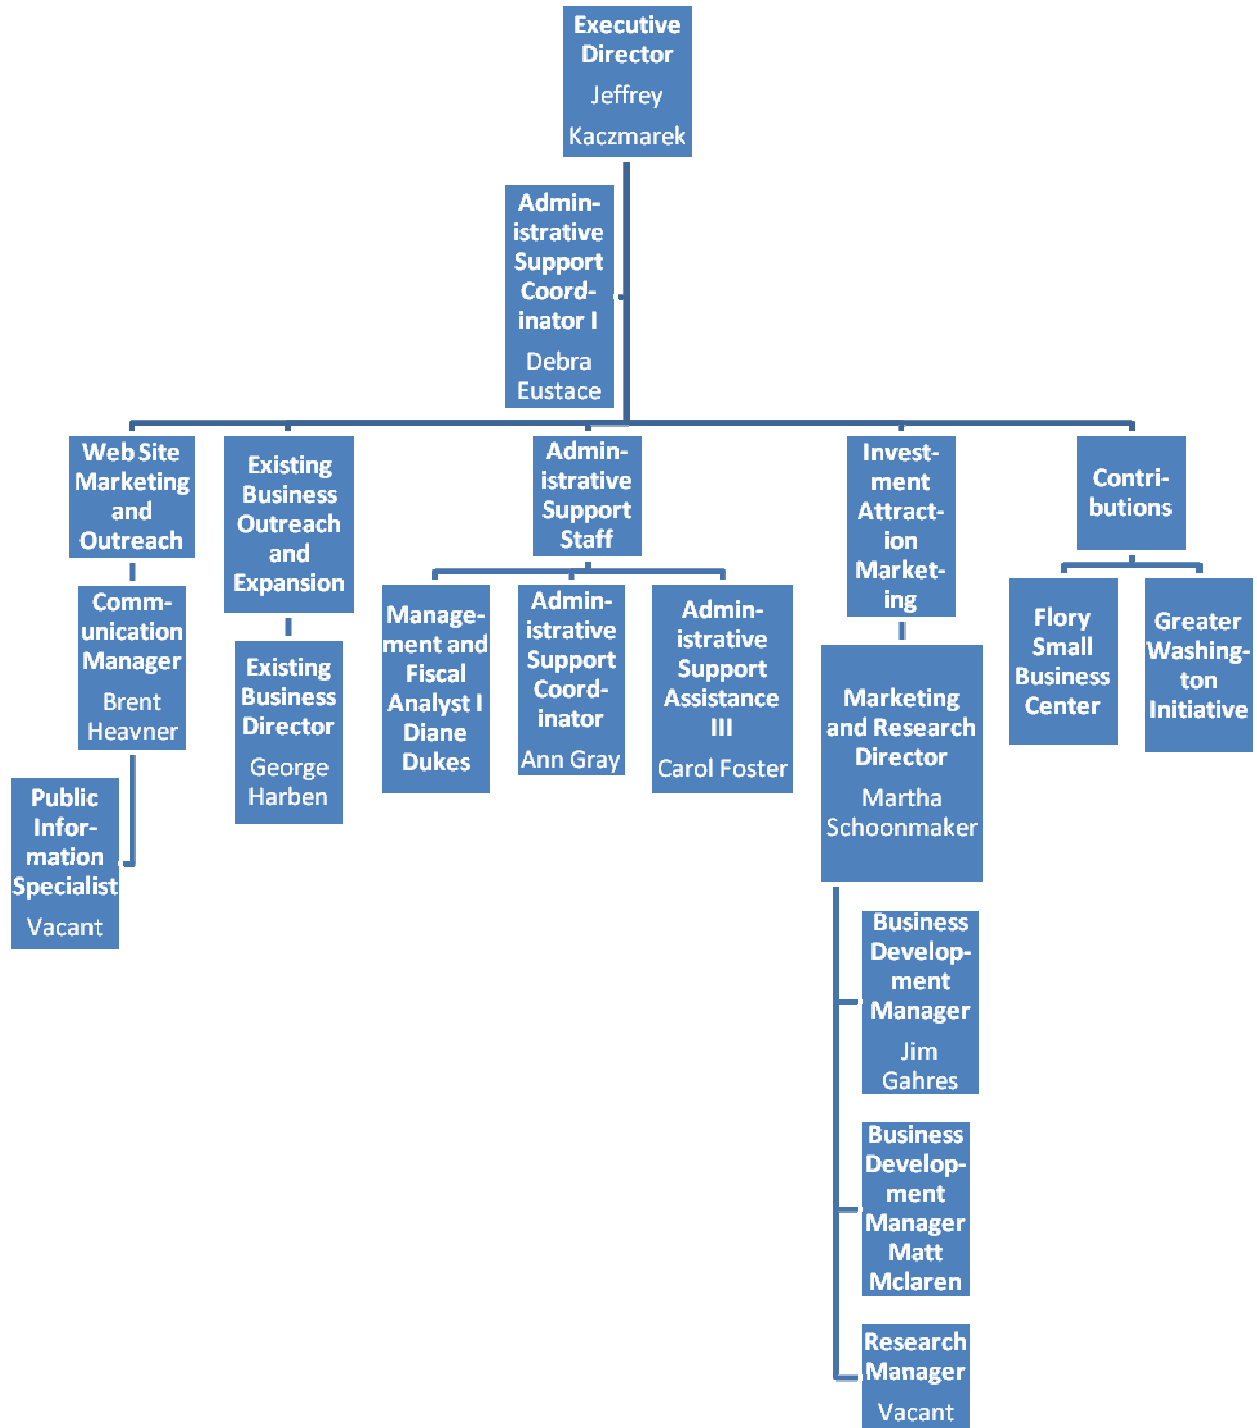 Executive
Director
Jeffrey
Kaczmarek
Admin-
istrative
Support
Coord-
inator I
Debra
Eustace
Web Site
Marketing
and
Outreach
Existing
Business
Outreach
and
Expansion
Admin-
istrative
Support
Staff
Invest-
ment
Attract-
ion
Market-
ing
Contri-
butions
Comm-
unication
Manager
Brent
Heavner
Public
Infor-
mation
Specialist
Vacant
Existing
Business
Director
George
Harben
Manage-
ment and
Fiscal
Analyst I
Diane
Dukes
Admin-
istrative
Support
Coord-
inator
Ann Gray
Admin-
istrative
Support
Assistance
III
Carol Foster
Marketing
and Research
Director
Martha
Schoonmaker
Business
Develop-
ment
Manager
Jim
Gahres
Business
Develop-
ment
Manager
Matt
Mclaren
Research
Manager
Vacant
Flory
Small
Business
Center
Greater
Washing-
ton
Initiative